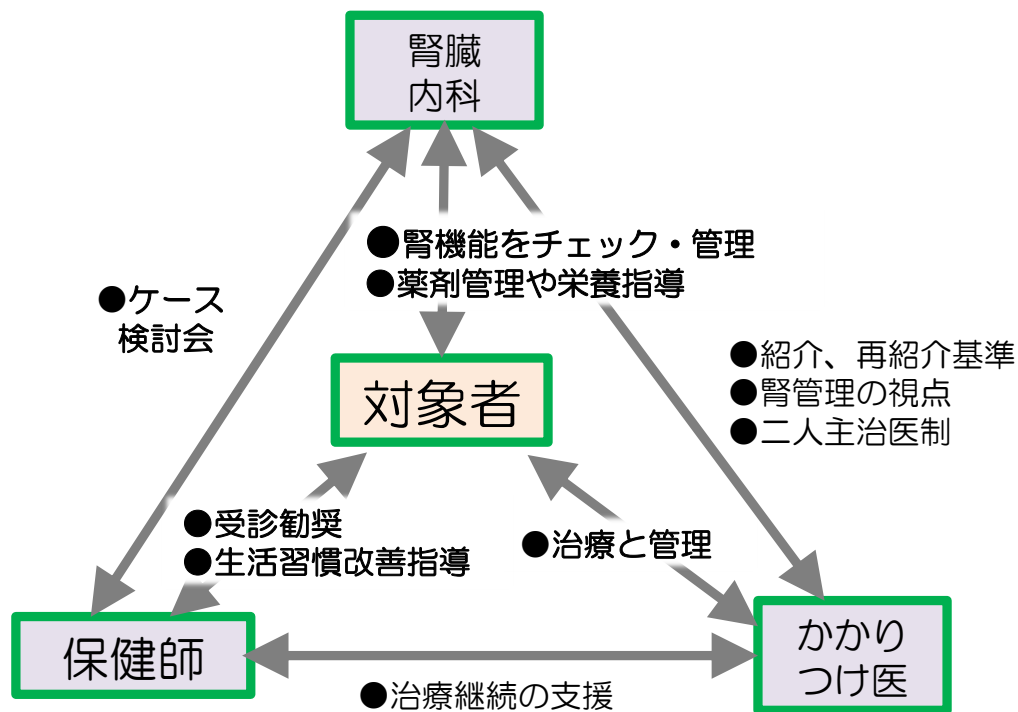 腎臓
内科
●腎機能をチェック・管理
●薬剤管理や栄養指導
●ケース
検討会
●紹介、再紹介基準
●腎管理の視点
●二人主治医制
対象者
●受診勧奨
●生活習慣改善指導
●治療と管理
保健師
かかり
つけ医
●治療継続の支援